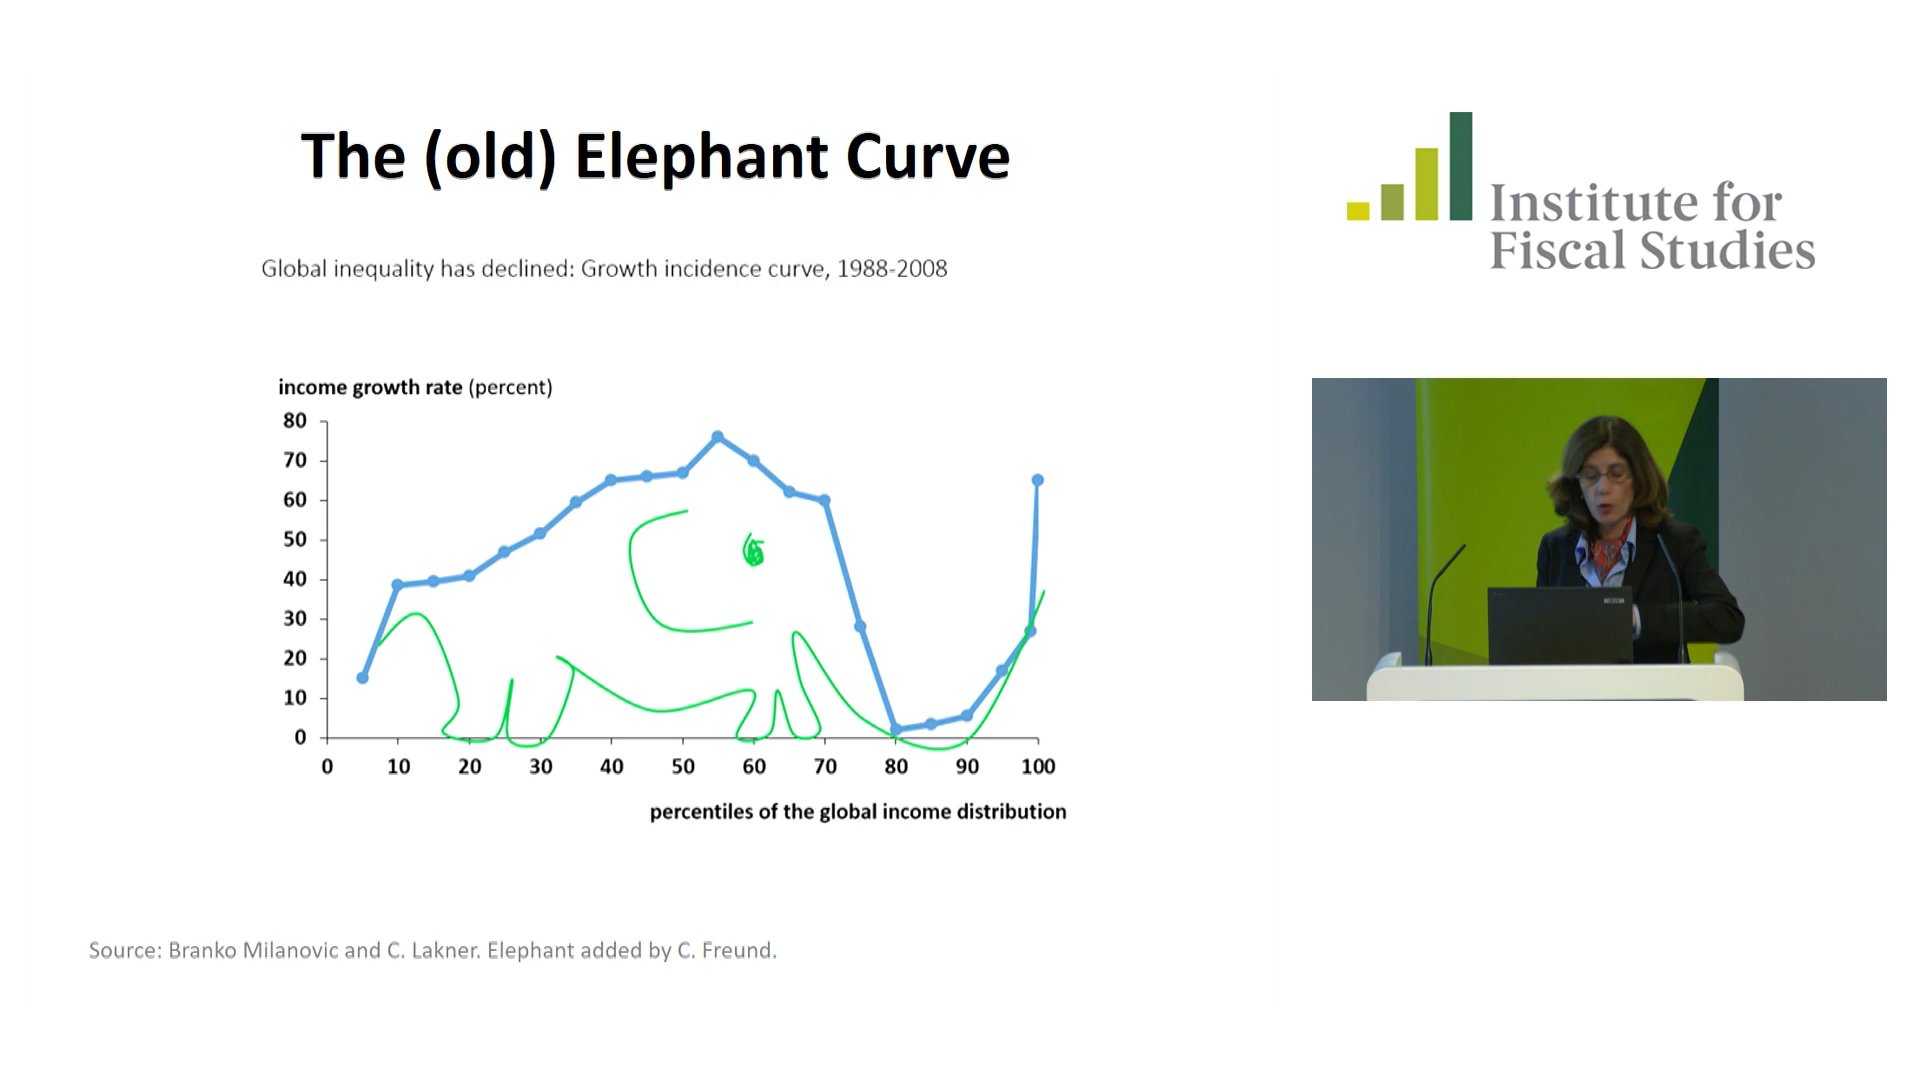 The (old) Elephant Curve
Institute for
Fiscal Studies
Global inequality has declined: Growth incidence curve, 1988-2008
income growth rate (percent)
80
70
60
50
40
30
20
10
0
0 10 20 30 40 50 60 70 80 90 100
percentiles of the global income distribution
Source: Branko Milanovic and C. Lakner. Elephant added by C. Freund.